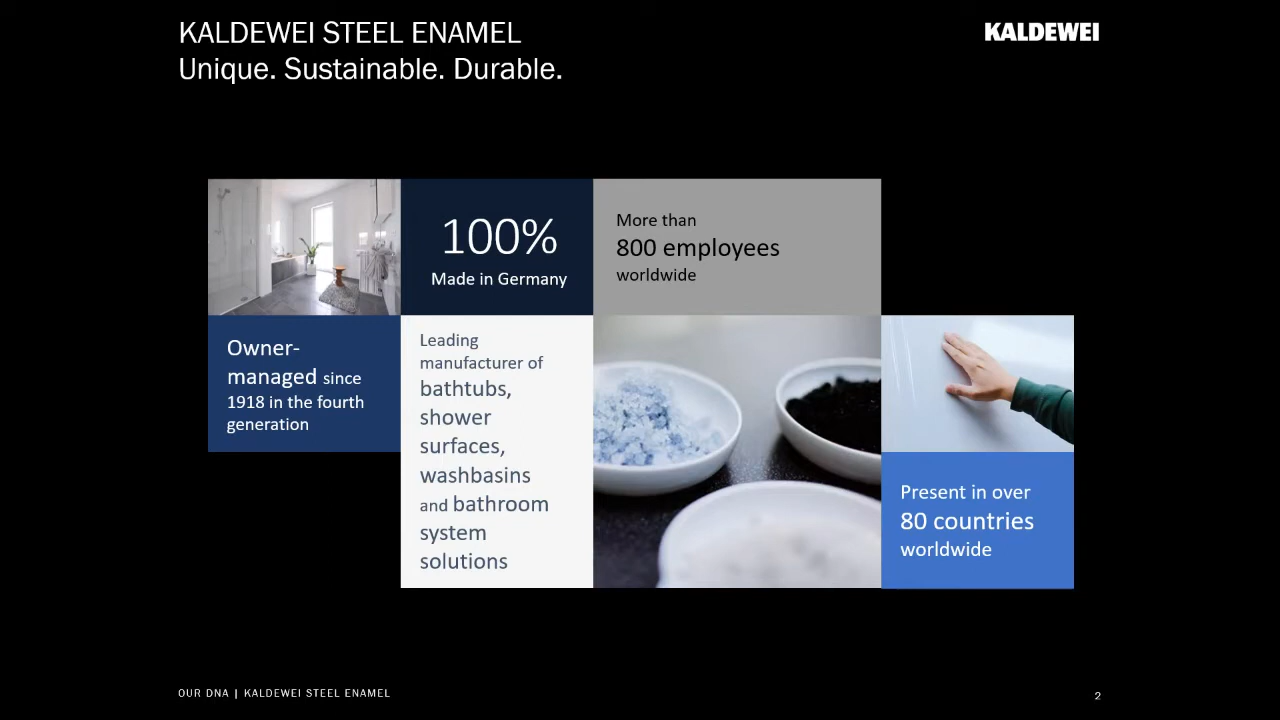 KALDEWEI STEEL ENAMEL
Unique. Sustainable. Durable.
KALDEWEI
100%
Made in Germany
More than
800 employees
worldwide
Owner-
managed since
1918 in the fourth
generation
Leading
manufacturer of
bathtubs,
shower
surfaces,
washbasins
and bathroom
system
solutions
Present in over
80 countries
worldwide
OUR DNA | KALDEWEI STEEL ENAMEL
2